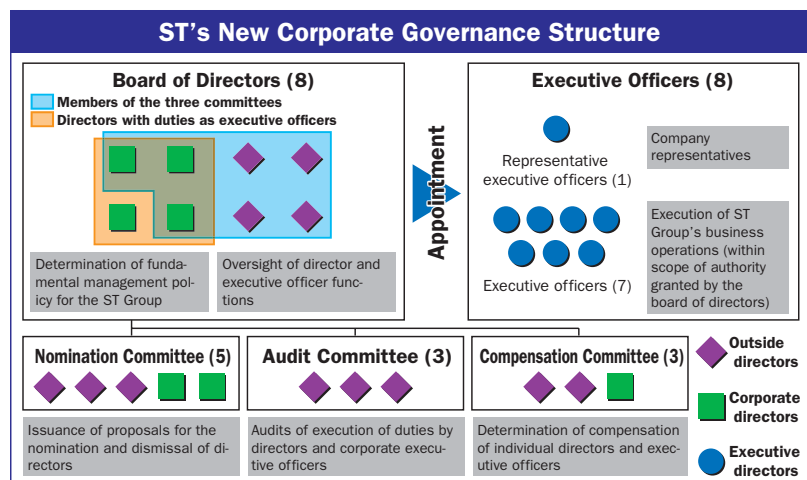 ST's New Corporate Governance Structure
Board of Directors (8)
Members of the three committees
Directors with duties as executive officers
Determination of funda-
mental management pol-
icy for the ST Group
Oversight of director and
executive officer func-
tions
Appointment
Executive Officers (8)
Representative
executive officers (1)
Company
representatives
Executive officers (7)
Execution of ST
Group's business
operations (within
scope of authority
granted by the
board of directors)
Nomination Committee (5)
Issuance of proposals for the
nomination and dismissal of di-
rectors
Audit Committee (3)
Audits of execution of duties by
directors and corporate execu-
tive officers
Compensation Committee (3)
Determination of compensation
of individual directors and exec-
utive officers
Outside
directors
Corporate
directors
Executive
directors